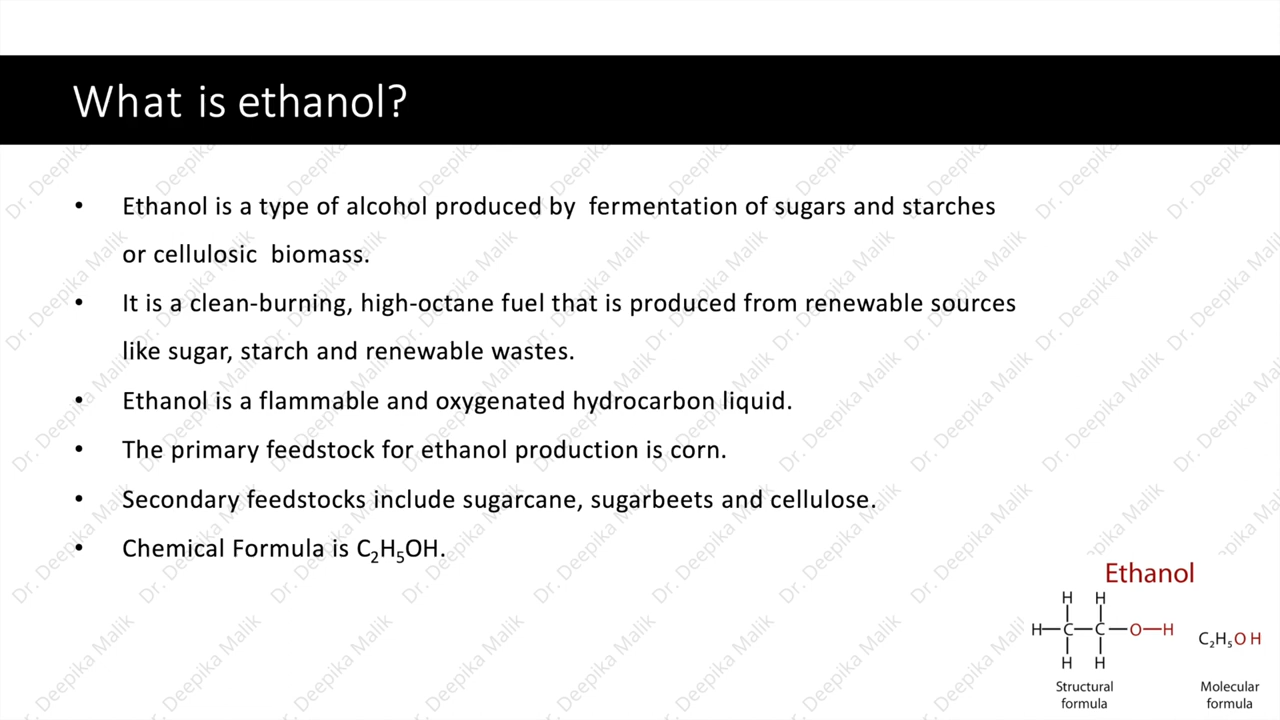 What is ethanol?
• Ethanol is a type of alcohol produced by fermentation of sugars and starches
or cellulosic biomass.
• It is a clean-burning, high-octane fuel that is produced from renewable sources
like sugar, starch and renewable wastes.
• Ethanol is a flammable and oxygenated hydrocarbon liquid.
• The primary feedstock for ethanol production is corn.
• Secondary feedstocks include sugarcane, sugarbeets and cellulose.
• Chemical Formula is C₂H₅OH.
Ethanol
H H
H—C—C—O—H
H H
Structural
formula
C₂H₅O H
Molecular
formula
Dr. Deepika Malik